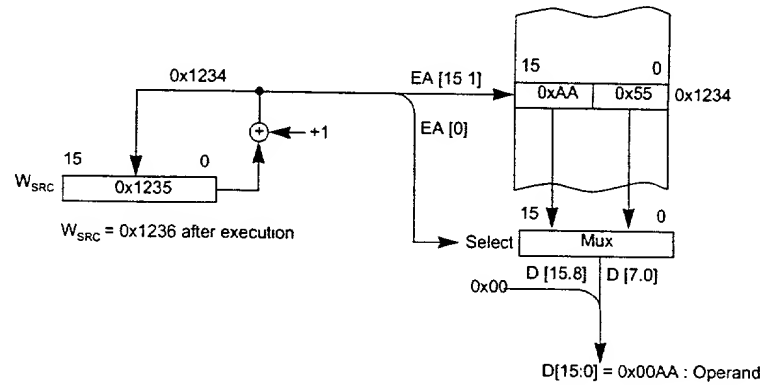 15 0
0x1234
EA [15 1]
0xAA 0x55 0x1234
EA [0]
+ +1
15 0
WSRC 0x1235
WSRC = 0x1236 after execution
15 0
Select Mux
D [15.8] D [7.0]
0x00
D[15:0] = 0x00AA : Operand